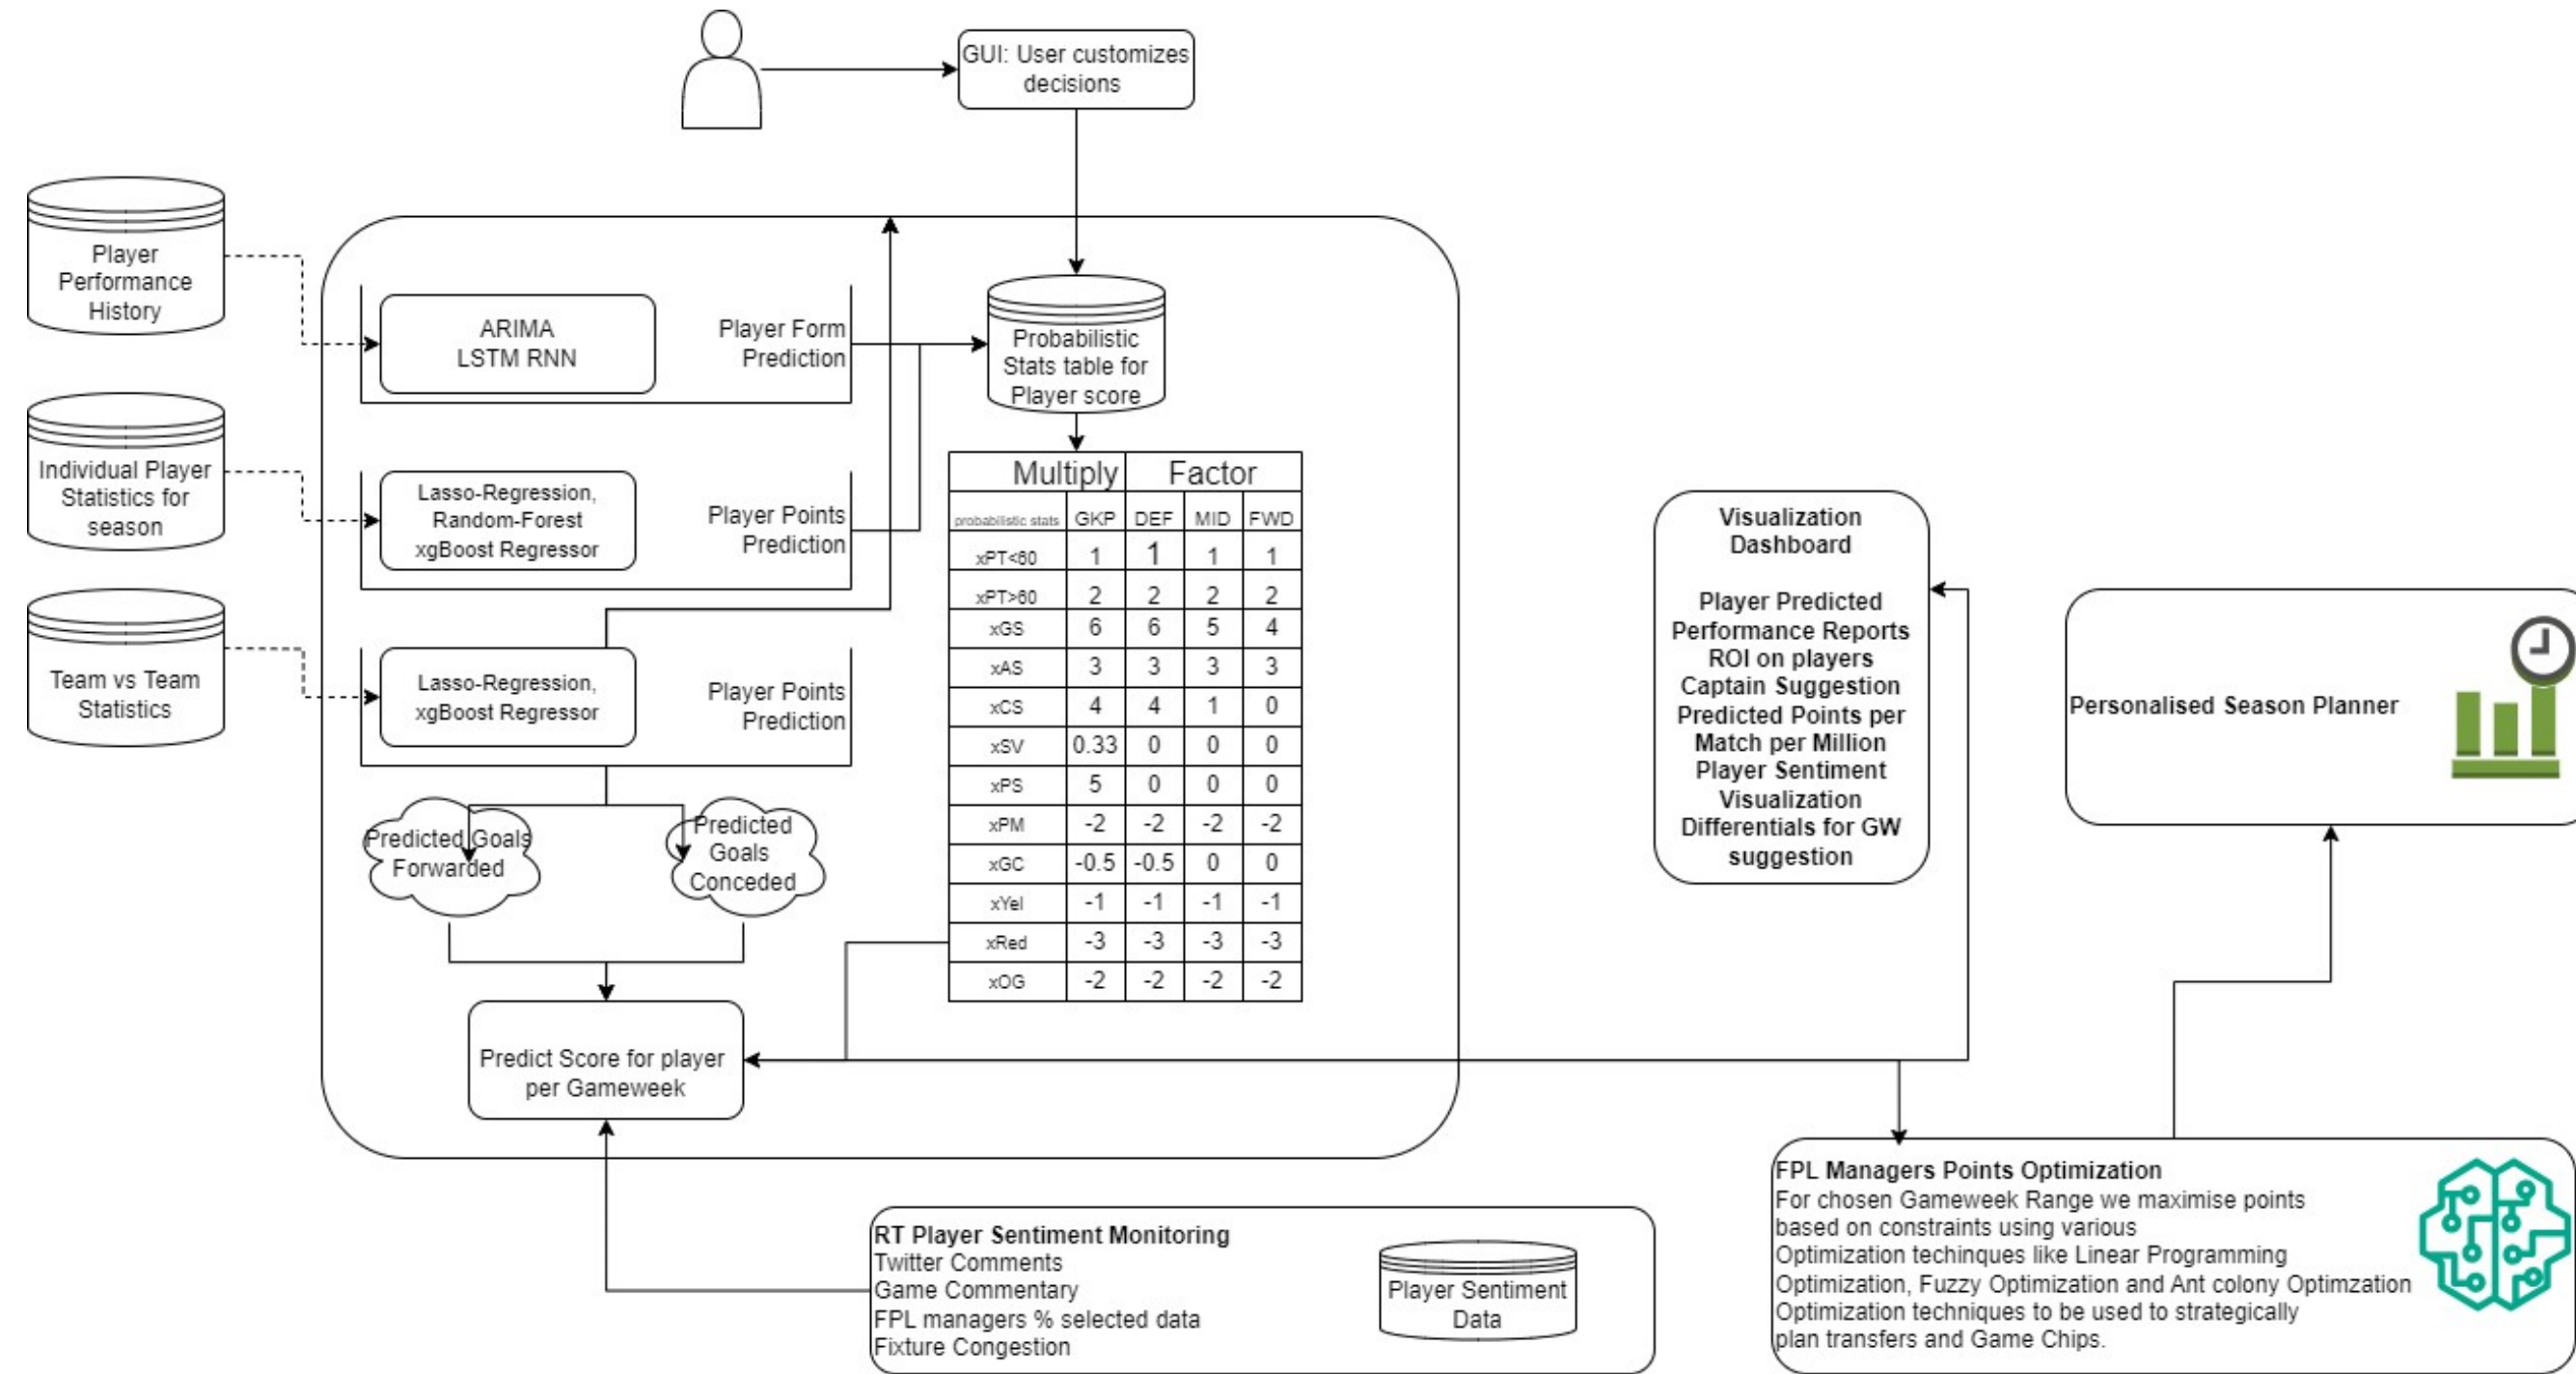 GUI: User customizes
decisions
Player
Performance
History
ARIMA
LSTM RNN
Player Form
Prediction
Probabilistic
Stats table for
Player score
Individual Player
Statistics for
season
Lasso-Regression,
Random-Forest
xgBoost Regressor
Player Points
Prediction
Team vs Team
Statistics
Lasso-Regression,
xgBoost Regressor
Player Points
Prediction
Predicted Goals
Forwarded
Predicted
Goals
Conceded
Predict Score for player
per Gameweek
Multiply Factor
probabilistic stats GKP DEF MID FWD
xPT<60 1 1 1 1
xPT>60 2 2 2 2
xGS 6 6 5 4
xAS 3 3 3 3
xCS 4 4 1 0
xSV 0.33 0 0 0
xPS 5 0 0 0
xPM -2 -2 -2 -2
xGC -0.5 -0.5 0 0
xYel -1 -1 -1 -1
xRed -3 -3 -3 -3
xOG -2 -2 -2 -2
Visualization
Dashboard
Player Predicted
Performance Reports
ROI on players
Captain Suggestion
Predicted Points per
Match per Million
Player Sentiment
Visualization
Differentials for GW
suggestion
Personalised Season Planner
RT Player Sentiment Monitoring
Twitter Comments
Game Commentary
FPL managers % selected data
Fixture Congestion
Player Sentiment
Data
FPL Managers Points Optimization
For chosen Gameweek Range we maximise points
based on constraints using various
Optimization techinques like Linear Programming
Optimization, Fuzzy Optimization and Ant colony Optimzation
Optimization techniques to be used to strategically
plan transfers and Game Chips.